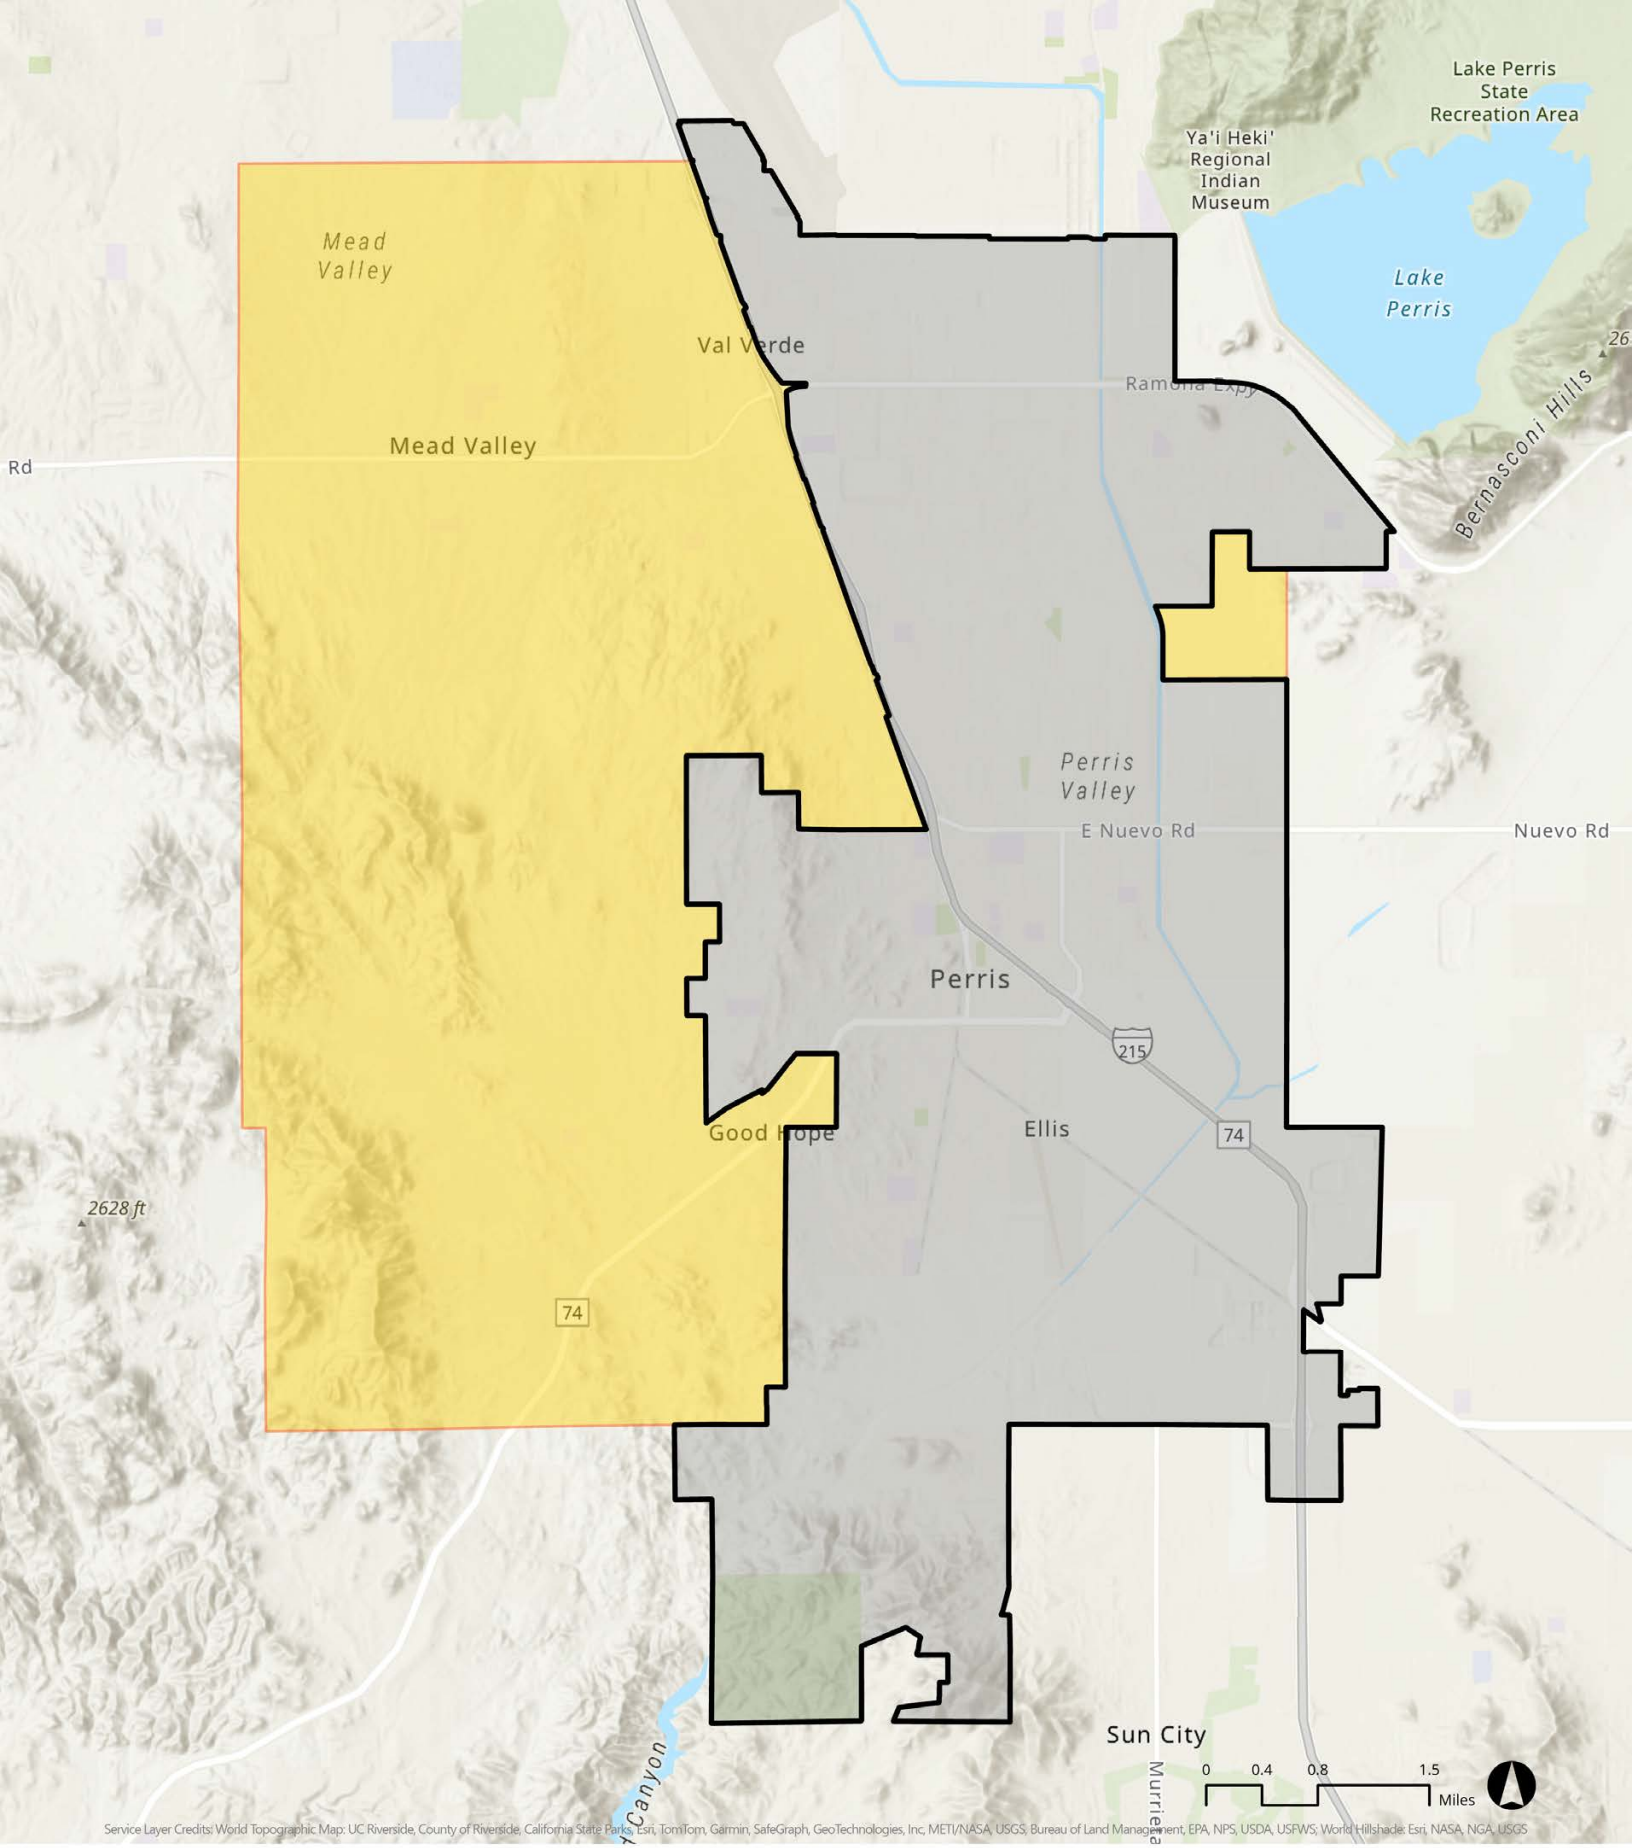 Lake Perris
State
Recreation Area
Ya'i Heki'
Regional
Indian
Museum
Mead
Valley
Lake
Perris
Val Verde
26
Ramona Expy
Bernasconi Hills
Mead Valley
Rd
Perris
Valley
E Nuevo Rd
Nuevo Rd
Perris
215
Good Hope
Ellis
74
2628 ft
74
Sun City
Canyon
Murrieta
0 0.4 0.8 1.5
Miles
Service Layer Credits: World Topographic Map: UC Riverside, County of Riverside, California State Parks, Esri, TomTom, Garmin, SafeGraph, GeoTechnologies, Inc, METI/NASA, USGS, Bureau of Land Management, EPA, NPS, USDA, USFWS; World Hillshade: Esri, NASA, NGA, USGS